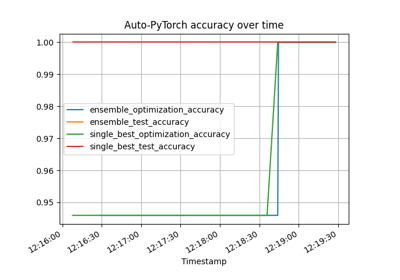 Auto-PyTorch accuracy over time
1.00
0.99
0.98
0.97
0.96
0.95
ensemble_optimization_accuracy
ensemble_test_accuracy
single_best_optimization_accuracy
single_best_test_accuracy
12:16:00
12:16:30
12:17:00
12:17:30
12:18:00
12:18:30
12:19:00
12:19:30
Timestamp